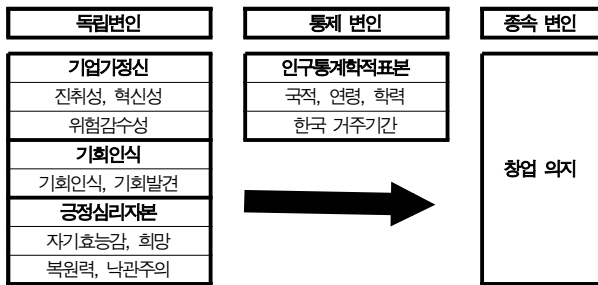 독립변인
통제 변인
종속 변인
기업가정신
진취성, 혁신성
위험감수성
기회인식
기회인식, 기회발견
긍정심리자본
자기효능감, 희망
복원력, 낙관주의
인구통계학적표본
국적, 연령, 학력
한국 거주기간
창업 의지